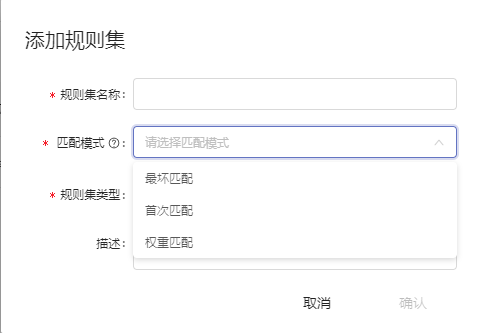 添加规则集
* 规则集名称:
* 匹配模式 ?:
请选择匹配模式
最坏匹配
* 规则集类型:
首次匹配
描述:
权重匹配
取消
确认